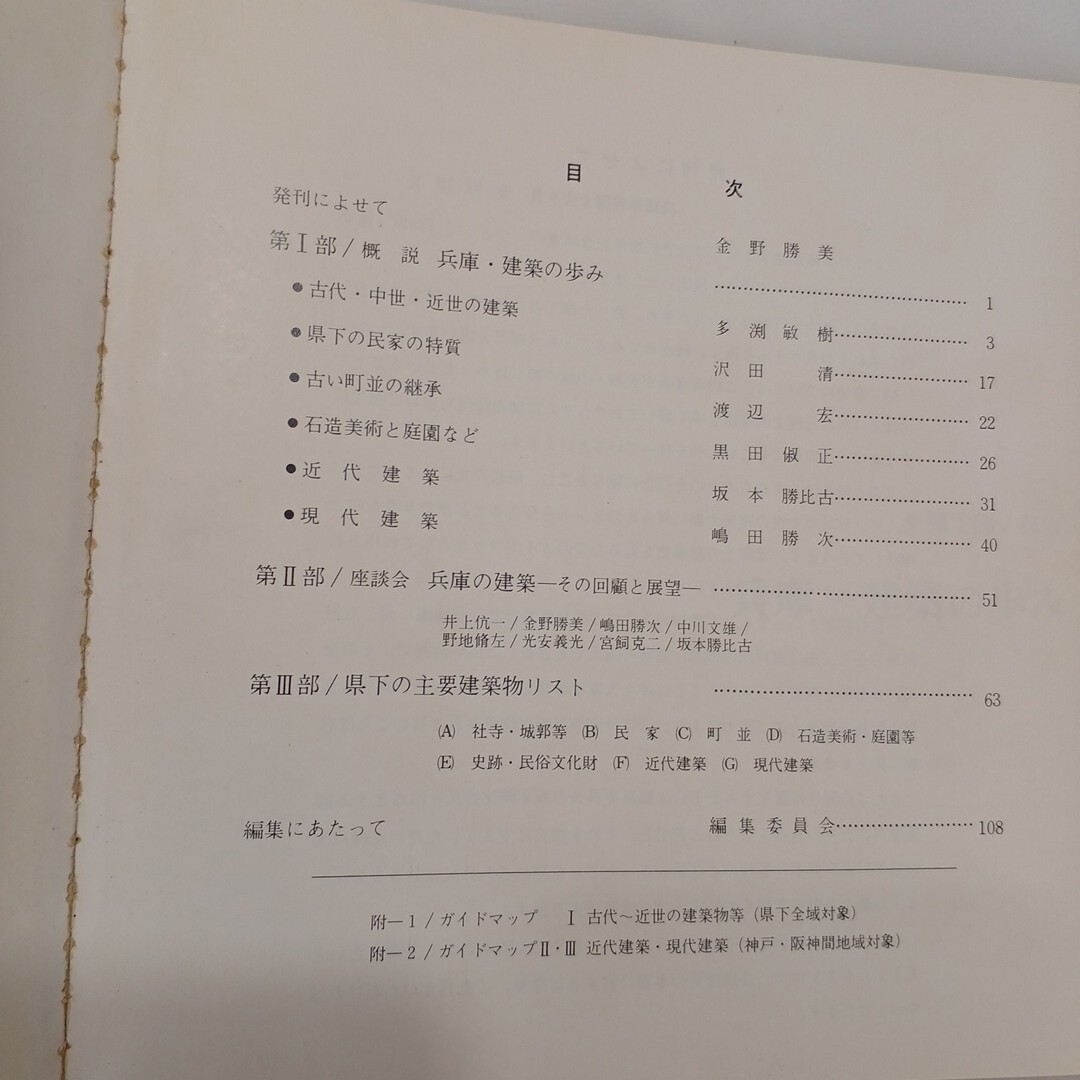 目　次
発刊によせて　金野勝美
第Ⅰ部/概説 兵庫・建築の歩み……………………………… 1
●古代・中世・近世の建築　多渕敏樹……………… 3
●県下の民家の特質　沢田　清……………… 17
●古い町並の継承　渡辺　宏……………… 22
●石造美術と庭園など　黒田俶正……………… 26
●近代建築　坂本勝比古……………… 31
●現代建築　嶋田勝次……………… 40
第Ⅱ部/座談会 兵庫の建築―その回顧と展望―……………………………… 51
井上伉一/金野勝美/嶋田勝次/中川文雄/
野地脩左/光安義光/宮飼克二/坂本勝比古
第Ⅲ部/県下の主要建築物リスト……………………………… 63
(A) 社寺・城郭等 (B) 民家 (C) 町並 (D) 石造美術・庭園等
(E) 史跡・民俗文化財 (F) 近代建築 (G) 現代建築
編集にあたって　編集委員会……………… 108
附―1/ガイドマップ Ⅰ 古代～近世の建築物等(県下全域対象)
附―2/ガイドマップⅡ・Ⅲ 近代建築・現代建築(神戸・阪神間地域対象)